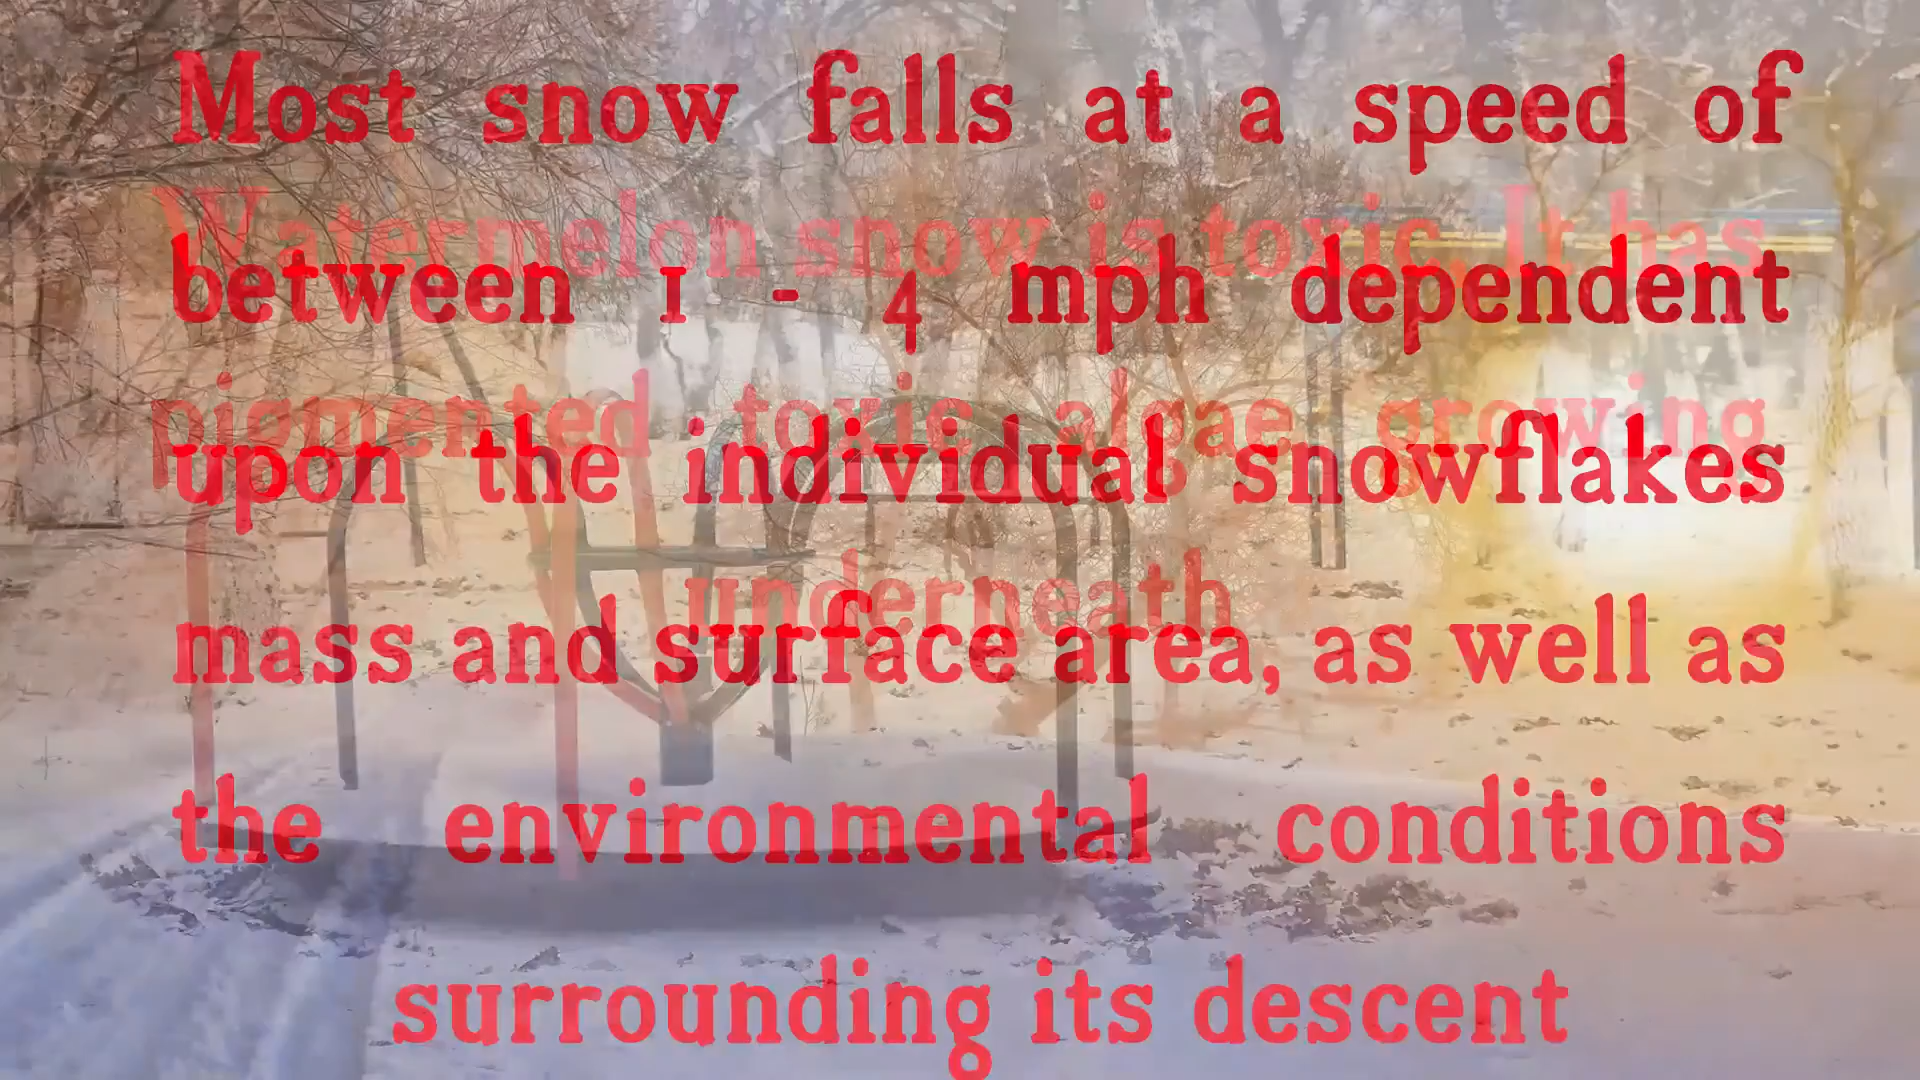 Most snow falls at a speed of
between 1 - 4 mph dependent
upon the individual snowflakes
mass and surface area, as well as
the environmental conditions
surrounding its descent
Watermelon snow is toxic. It has
pigmented toxic algae growing
underneath